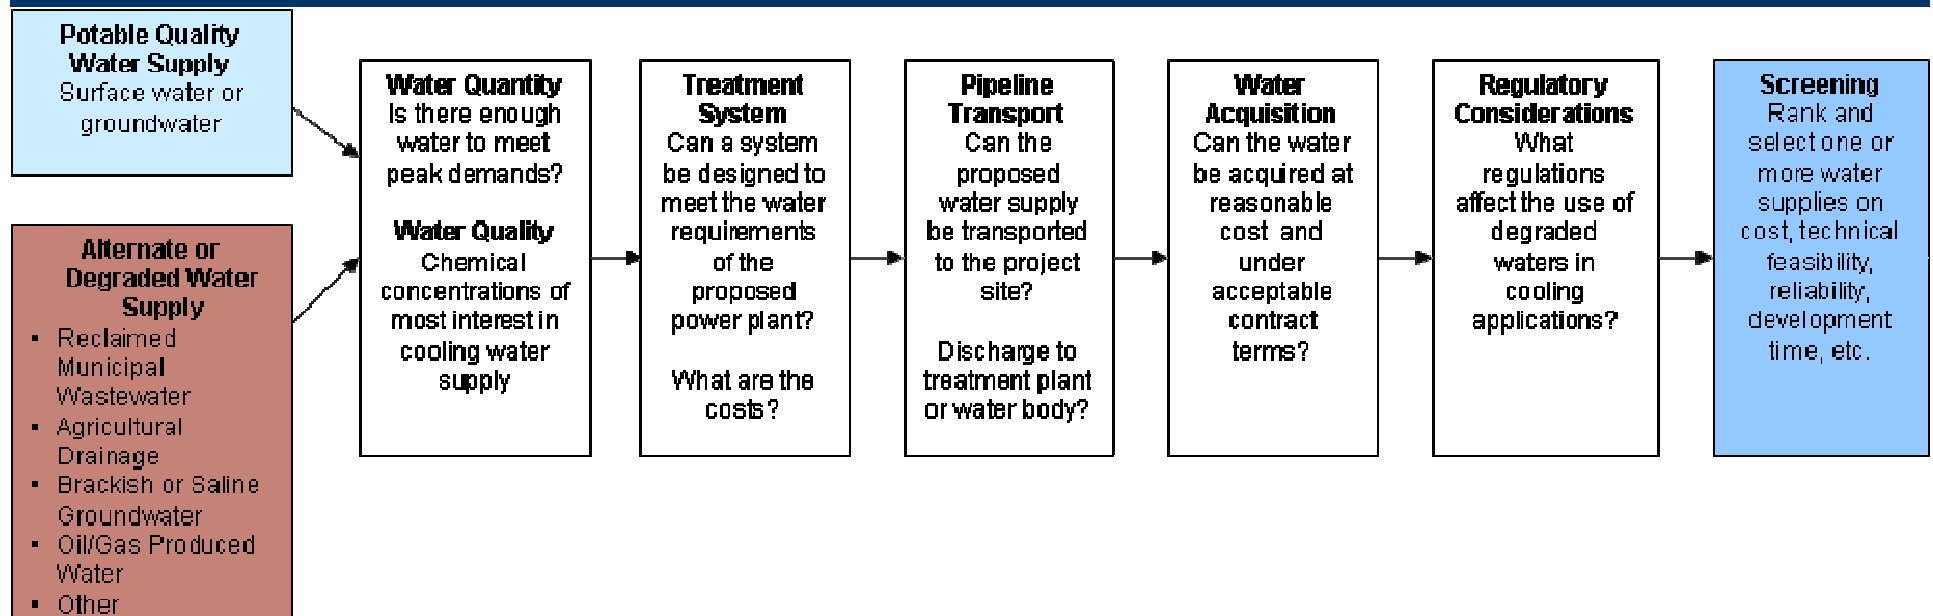 Potable Quality
Water Supply
Surface water or
groundwater
Alternate or
Degraded Water
Supply
▪ Reclaimed
Municipal
Wastewater
▪ Agricultural
Drainage
▪ Brackish or Saline
Groundwater
▪ Oil/Gas Produced
Water
▪ Other
Water Quantity
Is there enough
water to meet
peak demands?
Water Quality
Chemical
concentrations of
most interest in
cooling water
supply
Treatment
System
Can a system
be designed to
meet the water
requirements
of the
proposed
power plant?
What are the
costs?
Pipeline
Transport
Can the
proposed
water supply
be transported
to the project
site?
Discharge to
treatment plant
or water body?
Water
Acquisition
Can the water
be acquired at
reasonable
cost and
under
acceptable
contract
terms?
Regulatory
Considerations
What
regulations
affect the use of
degraded
waters in
cooling
applications?
Screening
Rank and
select one or
more water
supplies on
cost, technical
feasibility,
reliability,
development
time, etc.